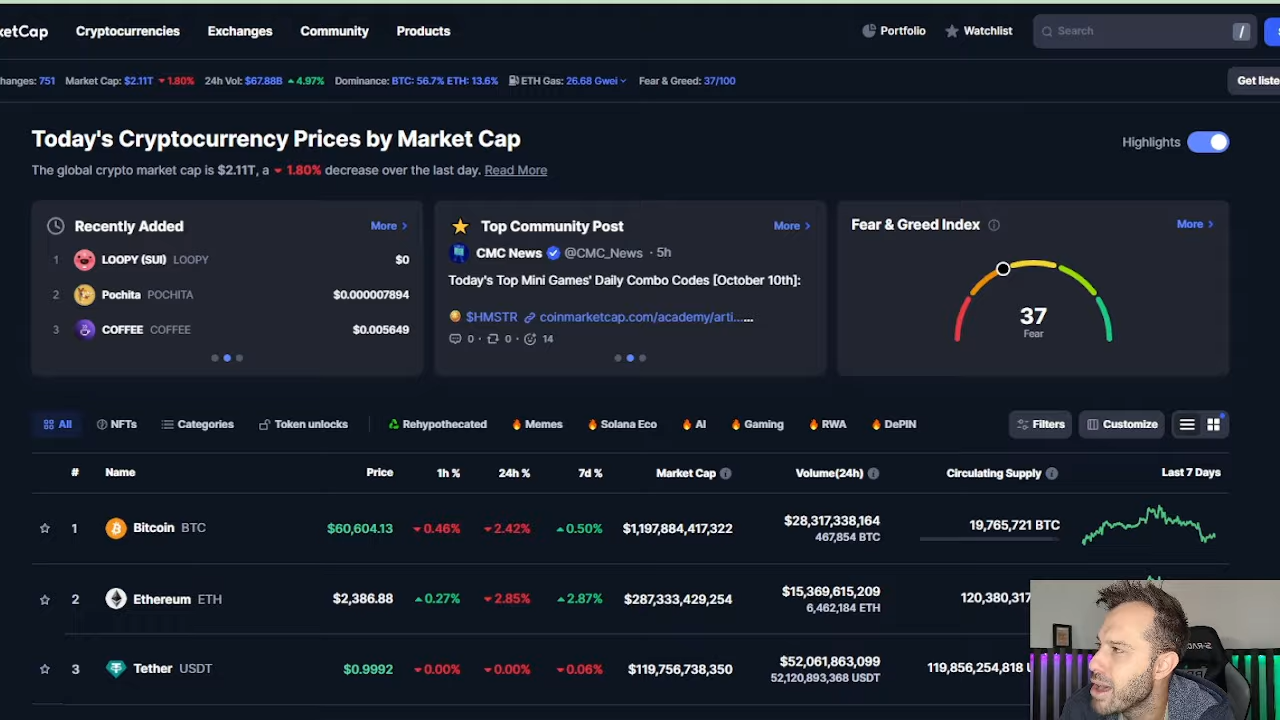 etCap Cryptocurrencies Exchanges Community Products Portfolio Watchlist Search /
hanges: 751 Market Cap: $2.11T 1.80% 24h Vol: $67.88B 4.97% Dominance: BTC: 56.7% ETH: 13.6% ETH Gas: 26.68 Gwei Fear & Greed: 37/100 Get liste
Today's Cryptocurrency Prices by Market Cap
Highlights
The global crypto market cap is $2.11T, a 1.80% decrease over the last day. Read More
Recently Added More >
1 LOOPY (SUI) LOOPY $0
2 Pochita POCHITA $0.000007894
3 COFFEE COFFEE $0.005649
Top Community Post More >
CMC News @CMC_News · 5h
Today's Top Mini Games' Daily Combo Codes [October 10th]:
$HMSTR coinmarketcap.com/academy/arti......
0 · 0 · 14
Fear & Greed Index More >
37
Fear
All NFTs Categories Token unlocks Rehypothecated Memes Solana Eco AI Gaming RWA DePIN Filters Customize
# Name Price 1h % 24h % 7d % Market Cap Volume(24h) Circulating Supply Last 7 Days
1 Bitcoin BTC $60,604.13 0.46% 2.42% 0.50% $1,197,884,417,322 $28,317,338,164 19,765,721 BTC
467,854 BTC
2 Ethereum ETH $2,386.88 0.27% 2.85% 2.87% $287,333,429,254 $15,369,615,209 120,380,317
6,462,184 ETH
3 Tether USDT $0.9992 0.00% 0.00% 0.06% $119,756,738,350 $52,061,863,099 119,856,254,818
52,120,893,368 USDT